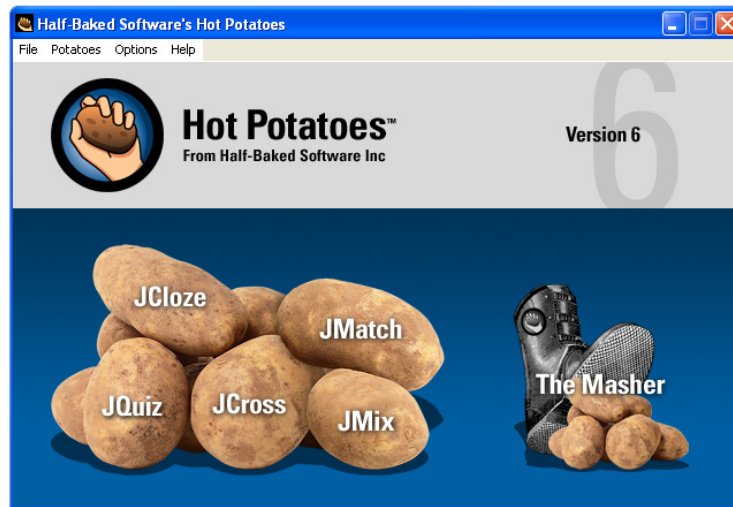 Half-Baked Software's Hot Potatoes
File Potatoes Options Help
Hot Potatoes™
From Half-Baked Software Inc
Version 6
6
JCloze
JMatch
JQuiz
JCross
JMix
The Masher